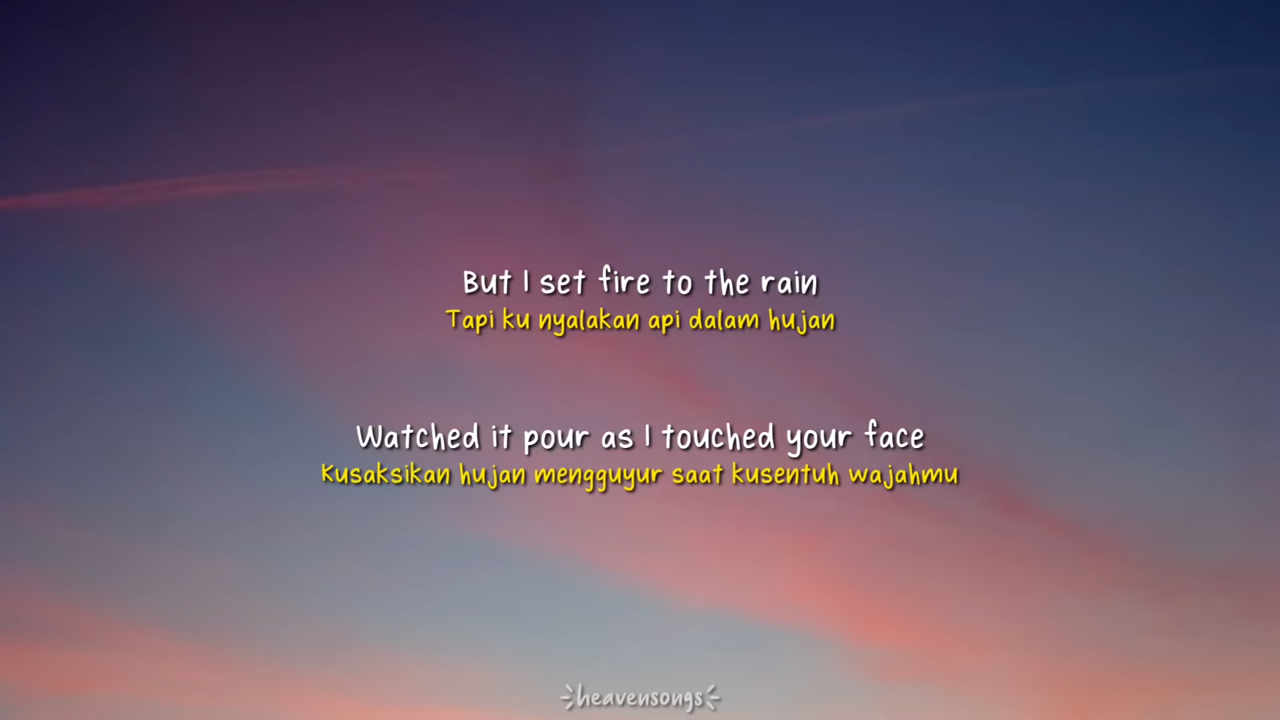 But I set fire to the rain
Tapi ku nyalakan api dalam hujan
Watched it pour as I touched your face
Kusaksikan hujan mengguyur saat kusentuh wajahmu
heavensongs